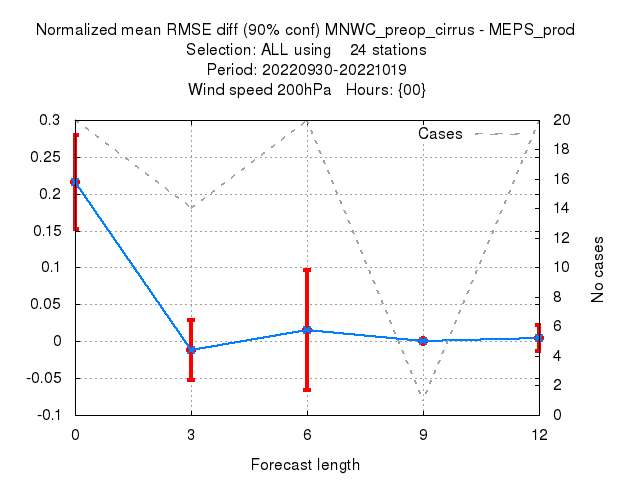 Normalized mean RMSE diff (90% conf) MNWC_preop_cirrus - MEPS_prod
Selection: ALL using 24 stations
Period: 20220930-20221019
Wind speed 200hPa Hours: {00}
Cases
0.3
0.25
0.2
0.15
0.1
0.05
0
-0.05
-0.1
20
18
16
14
12
10
8
6
4
2
0
No cases
0 3 6 9 12
Forecast length